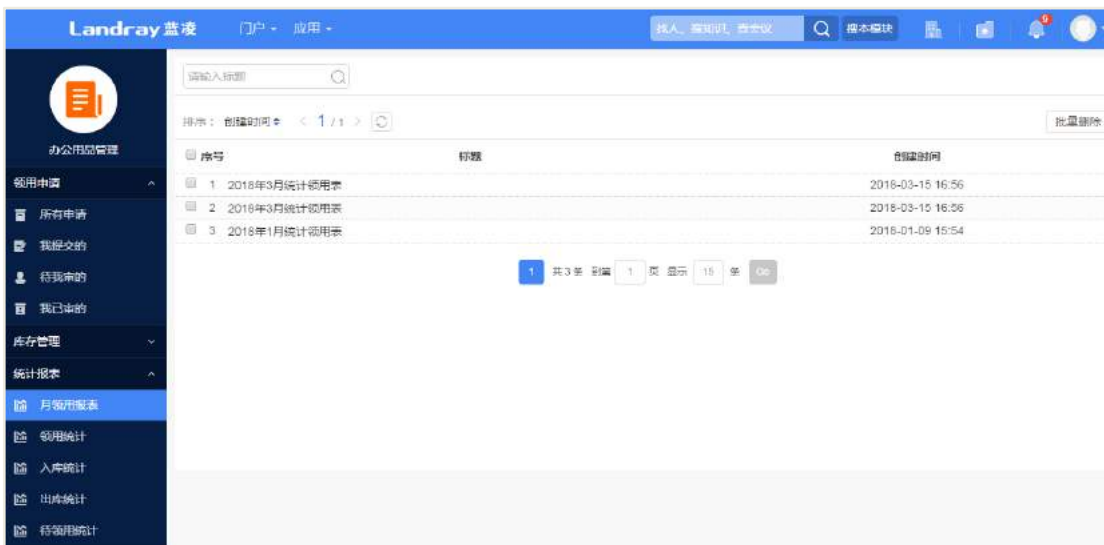 Landray蓝凌 门户 应用 找人、搜知识、查会议 搜本模块 9
请输入标题
排序： 创建时间 < 1 / 1 > 批量删除
办公用品管理
序号 标题 创建时间
领用申请
1 2018年3月统计领用表 2018-03-15 16:56
所有申请
2 2018年3月统计领用表 2018-03-15 16:56
3 2018年1月统计领用表 2018-01-09 15:54
我提交的
1 共3条 到第 1 页 显示 15 条 Go
待我审的
我已审的
库存管理
统计报表
月领用报表
领用统计
入库统计
出库统计
待领用统计